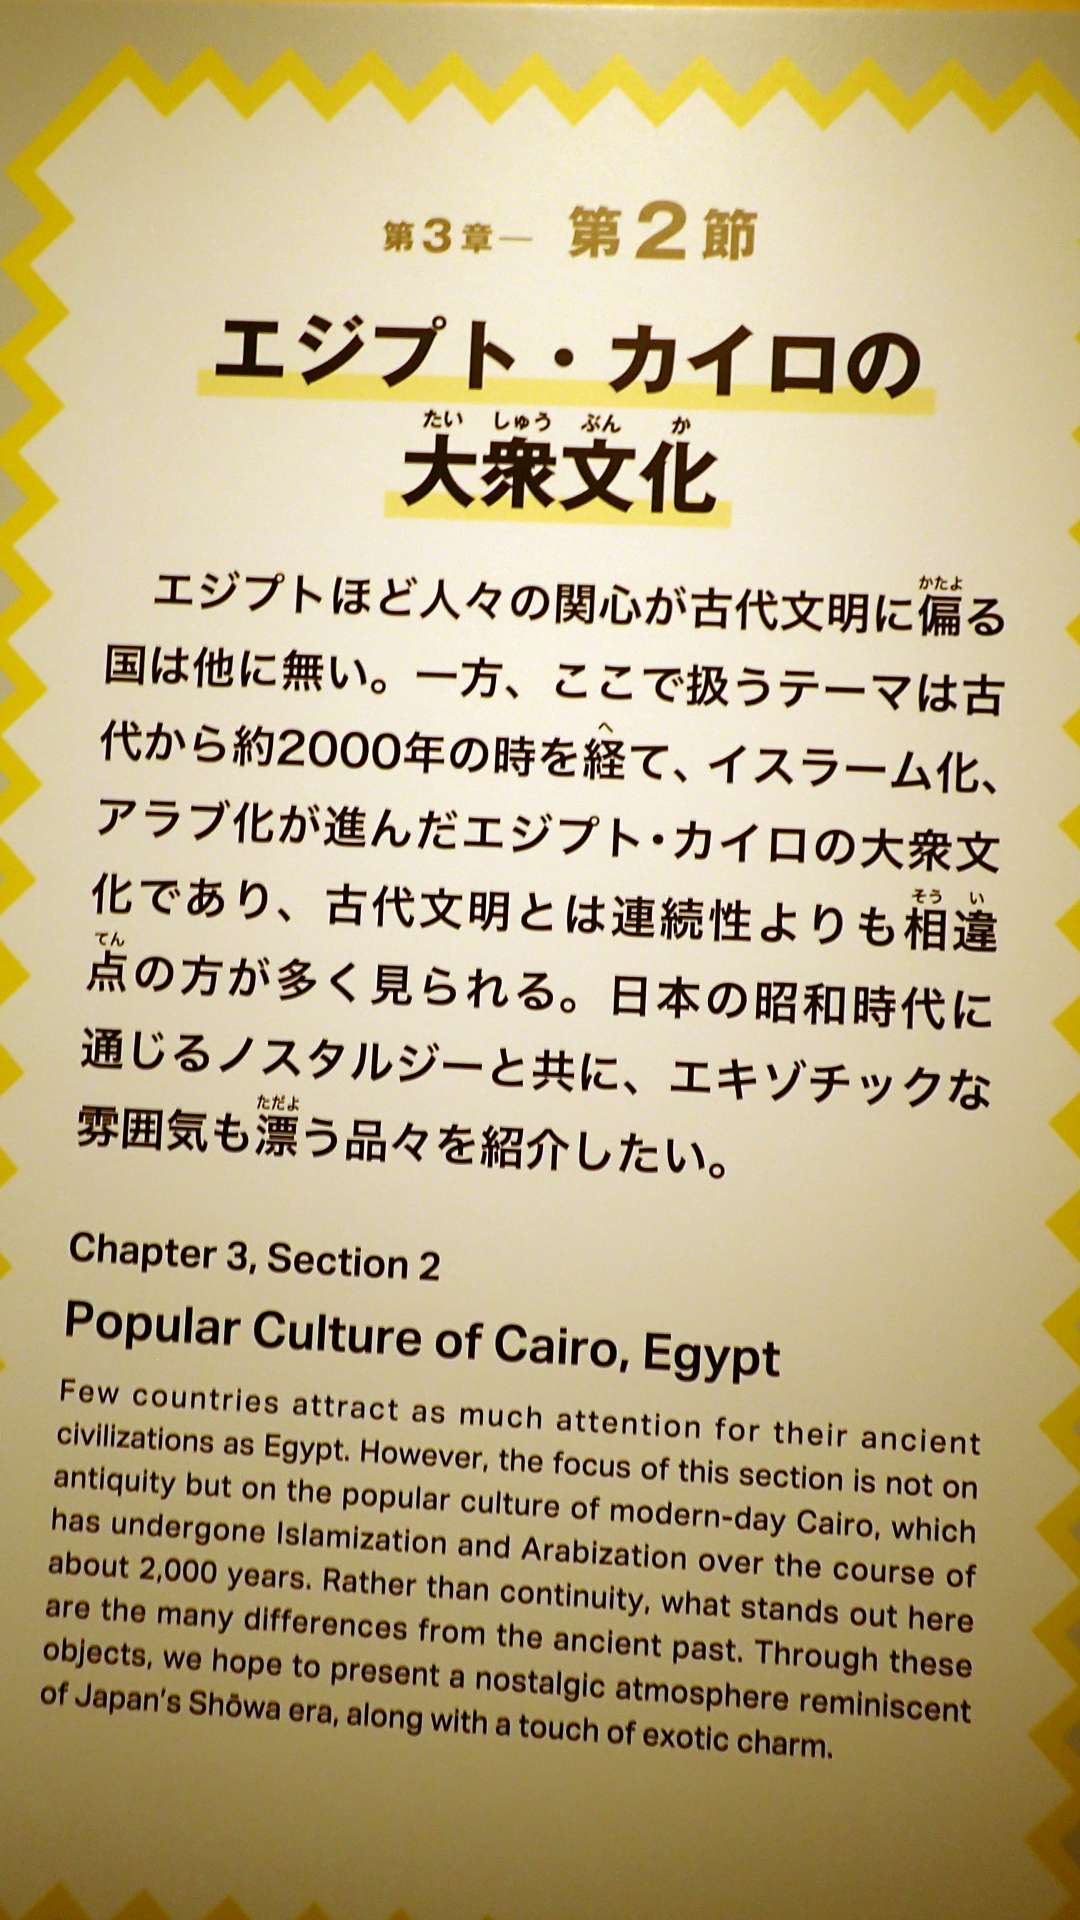 第3章― 第2節
エジプト・カイロの
たい しゅう ぶん か
大衆文化
かたよ
エジプトほど人々の関心が古代文明に偏る
国は他に無い。一方、ここで扱うテーマは古
へ
代から約2000年の時を経て、イスラーム化、
アラブ化が進んだエジプト・カイロの大衆文
そう い
化であり、古代文明とは連続性よりも相違
てん
点の方が多く見られる。日本の昭和時代に
通じるノスタルジーと共に、エキゾチックな
ただよ
雰囲気も漂う品々を紹介したい。
Chapter 3, Section 2
Popular Culture of Cairo, Egypt
Few countries attract as much attention for their ancient
civilizations as Egypt. However, the focus of this section is not on
antiquity but on the popular culture of modern-day Cairo, which
has undergone Islamization and Arabization over the course of
about 2,000 years. Rather than continuity, what stands out here
are the many differences from the ancient past. Through these
objects, we hope to present a nostalgic atmosphere reminiscent
of Japan's Shōwa era, along with a touch of exotic charm.